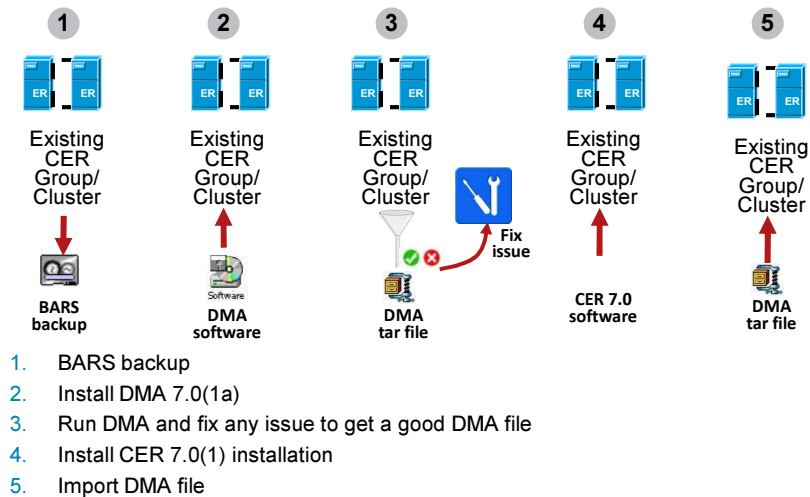 1
2
3
4
5
ER
ER
ER
ER
ER
ER
ER
ER
ER
ER
Existing
CER
Group/
Cluster
Existing
CER
Group/
Cluster
Existing
CER
Group/
Cluster
Existing
CER
Group/
Cluster
Existing
CER
Group/
Cluster
BARS
backup
Software
DMA
software
Fix
issue
DMA
tar file
CER 7.0
software
DMA
tar file
1. BARS backup
2. Install DMA 7.0(1a)
3. Run DMA and fix any issue to get a good DMA file
4. Install CER 7.0(1) installation
5. Import DMA file